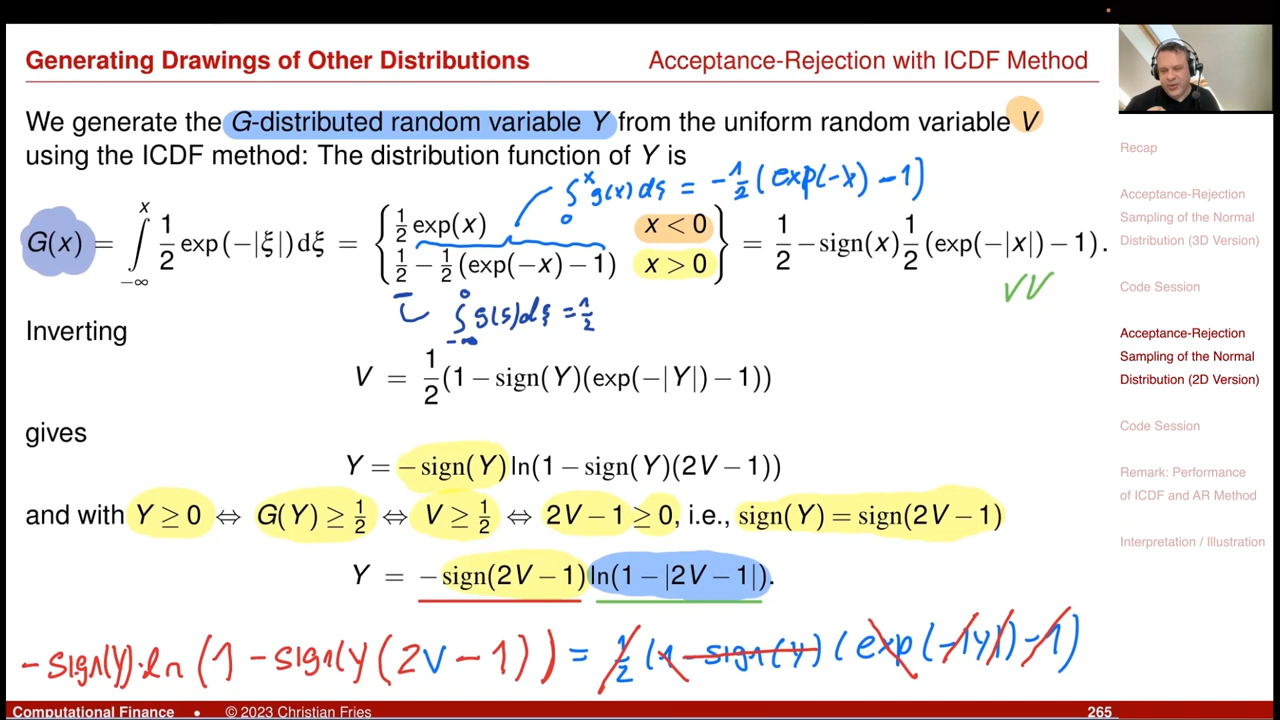 Generating Drawings of Other Distributions Acceptance-Rejection with ICDF Method
We generate the G-distributed random variable Y from the uniform random variable V
using the ICDF method: The distribution function of Y is
∫₀ˣ g(x) dξ = -½ (exp(-x) - 1)
G(x) = ∫_{-∞}^{x} ½ exp(-|ξ|) dξ = { ½ exp(x) x < 0
½ - ½ (exp(-x) - 1) x > 0 } = ½ - sign(x) ½ (exp(-|x|) - 1).
∫_{-∞}^{0} g(ξ) dξ = ½
Inverting
V = ½ (1 - sign(Y)(exp(-|Y|) - 1))
gives
Y = -sign(Y) ln(1 - sign(Y)(2V - 1))
and with Y ≥ 0 ⇔ G(Y) ≥ ½ ⇔ V ≥ ½ ⇔ 2V - 1 ≥ 0, i.e., sign(Y) = sign(2V - 1)
Y = -sign(2V - 1) ln(1 - |2V - 1|).
-sign(Y)·ln(1 - sign(Y(2V - 1)) = ½ (1 - sign(Y)(exp(-|Y|) - 1)
Computational Finance • © 2023 Christian Fries 265
Recap
Acceptance-Rejection
Sampling of the Normal
Distribution (3D Version)
Code Session
Acceptance-Rejection
Sampling of the Normal
Distribution (2D Version)
Code Session
Remark: Performance
of ICDF and AR Method
Interpretation / Illustration